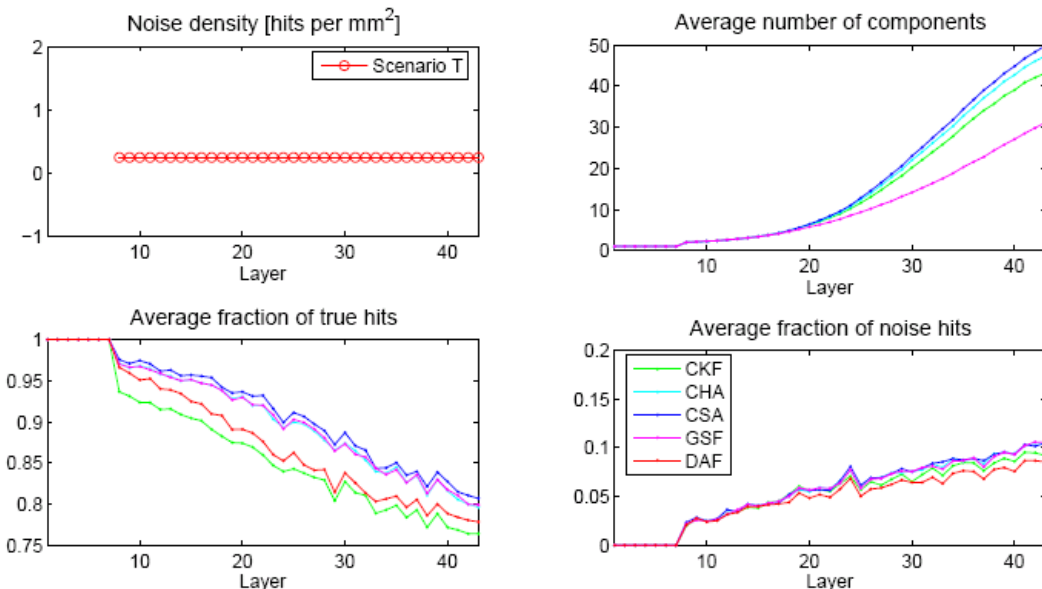 Noise density [hits per mm²]
2
1
0
−1
Scenario T
10
20
30
40
Layer
Average number of components
50
40
30
20
10
0
10
20
30
40
Layer
Average fraction of true hits
1
0.95
0.9
0.85
0.8
0.75
10
20
30
40
Layer
Average fraction of noise hits
0.2
0.15
0.1
0.05
0
CKF
CHA
CSA
GSF
DAF
10
20
30
40
Layer